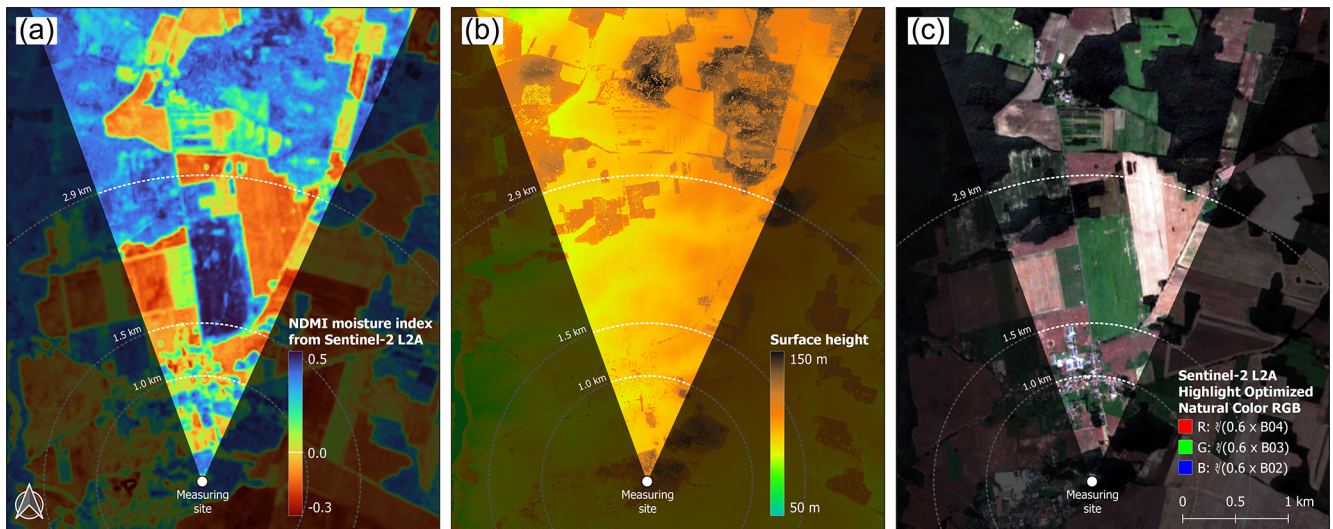 (a)
2.9 km
1.5 km
1.0 km
NDMI moisture index
from Sentinel-2 L2A
0.5
0.0
-0.3
Measuring
site
(b)
2.9 km
1.5 km
1.0 km
Surface height
150 m
50 m
Measuring
site
(c)
2.9 km
1.5 km
1.0 km
Sentinel-2 L2A
Highlight Optimized
Natural Color RGB
R: ∛(0.6 x B04)
G: ∛(0.6 x B03)
B: ∛(0.6 x B02)
Measuring
site
0 0.5 1 km